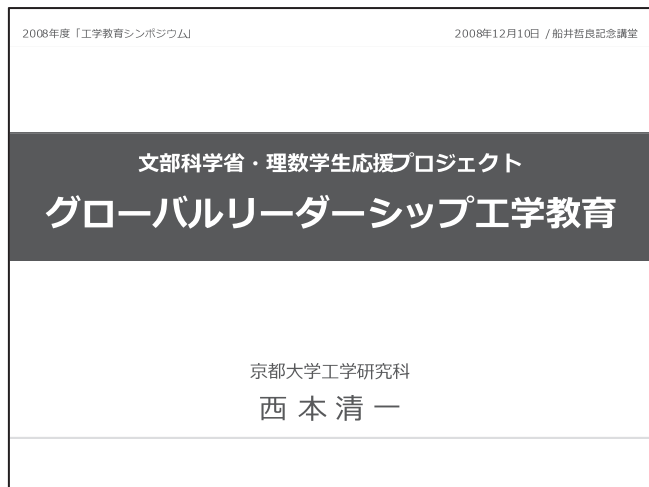 2008年度「工学教育シンポジウム」
2008年12月10日 / 船井哲良記念講堂
文部科学省・理数学生応援プロジェクト
グローバルリーダーシップ工学教育
京都大学工学研究科
西本清一